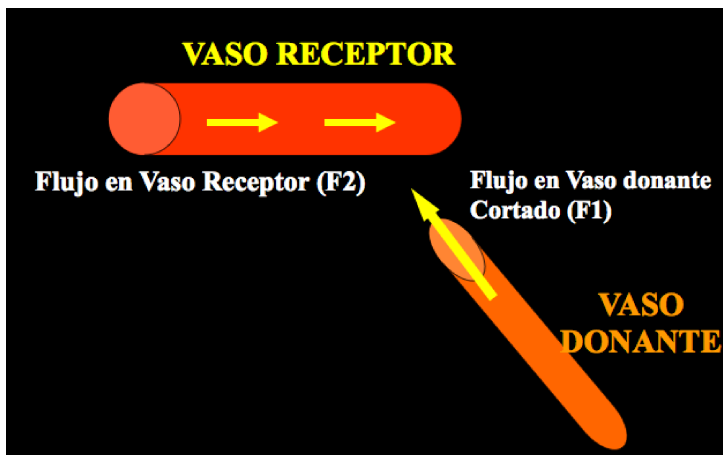 VASO RECEPTOR
Flujo en Vaso Receptor (F2)
Flujo en Vaso donante
Cortado (F1)
VASO
DONANTE